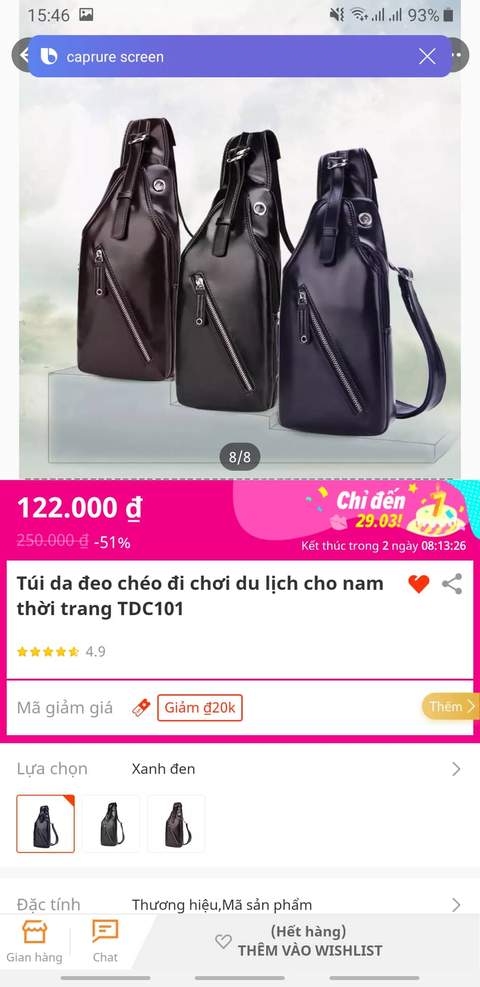 15:46
93%
caprure screen
8/8
122.000 ₫
Chỉ đến
29.03!
7
250.000 ₫ -51%
Kết thúc trong 2 ngày 08:13:26
Túi da đeo chéo đi chơi du lịch cho nam
thời trang TDC101
4.9
Mã giảm giá
Giảm ₫20k
Thêm
Lựa chọn
Xanh đen
Đặc tính
Thương hiệu,Mã sản phẩm
Gian hàng
Chat
(Hết hàng)
THÊM VÀO WISHLIST